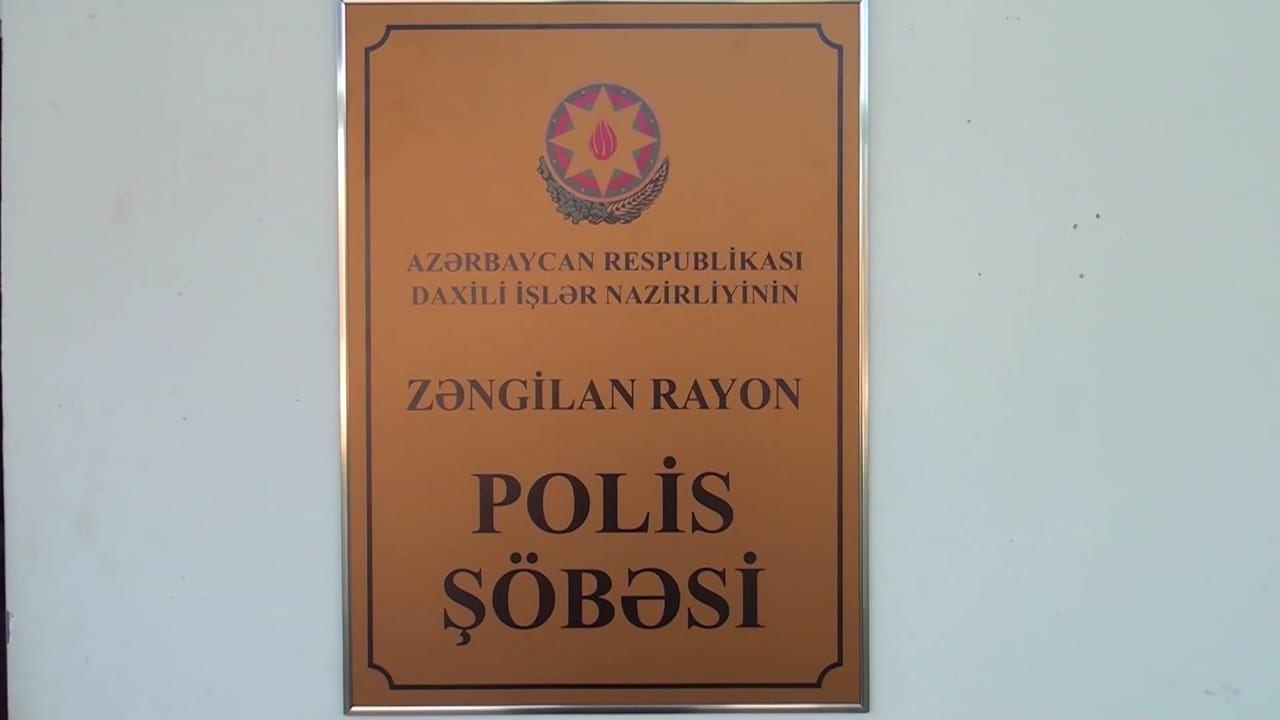 AZƏRBAYCAN RESPUBLİKASI
DAXİLİ İŞLƏR NAZİRLİYİNİN
ZƏNGİLAN RAYON
POLİS
ŞÖBƏSİ